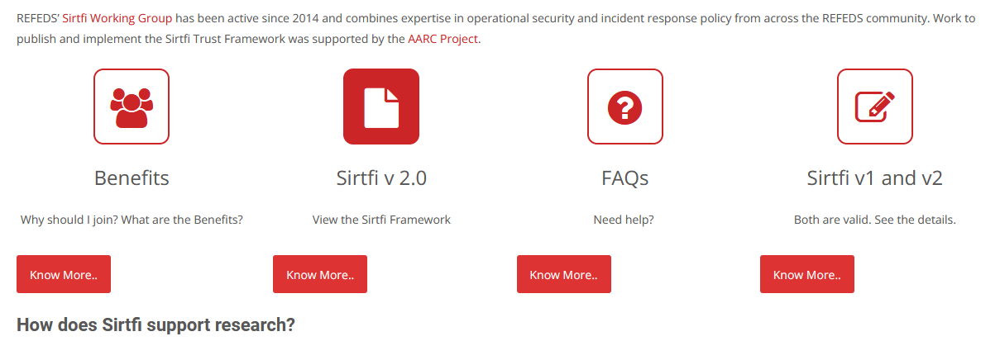 REFEDS' Sirtfi Working Group has been active since 2014 and combines expertise in operational security and incident response policy from across the REFEDS community. Work to
publish and implement the Sirtfi Trust Framework was supported by the AARC Project.
Benefits
Sirtfi v 2.0
FAQs
Sirtfi v1 and v2
Why should I join? What are the Benefits?
View the Sirtfi Framework
Need help?
Both are valid. See the details.
Know More..
Know More..
Know More..
Know More..
How does Sirtfi support research?